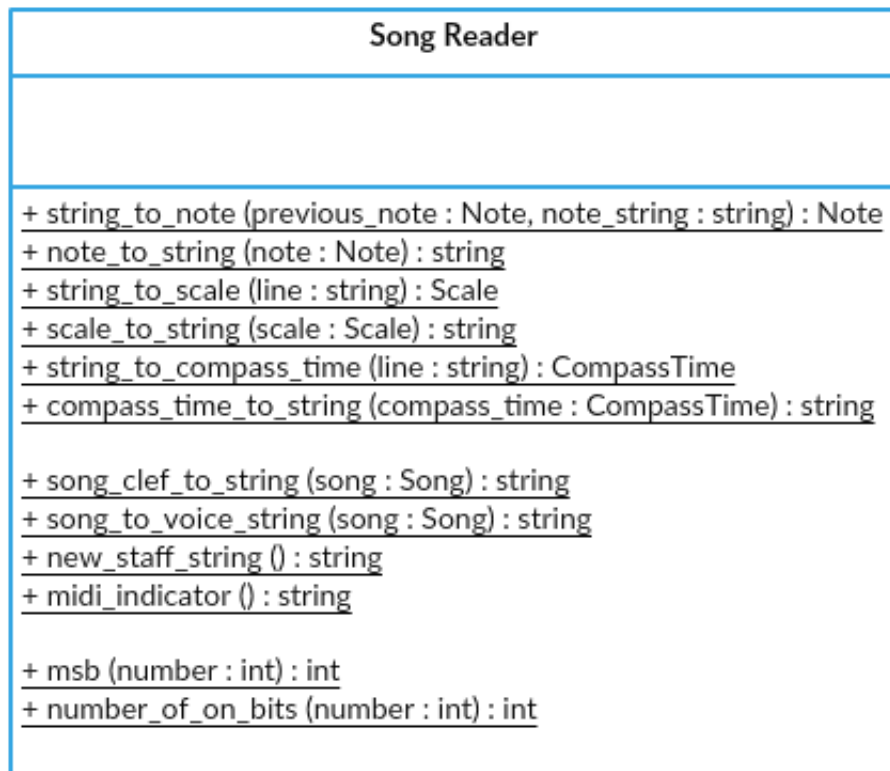 Song Reader
+ string_to_note (previous_note : Note, note_string : string) : Note
+ note_to_string (note : Note) : string
+ string_to_scale (line : string) : Scale
+ scale_to_string (scale : Scale) : string
+ string_to_compass_time (line : string) : CompassTime
+ compass_time_to_string (compass_time : CompassTime) : string
+ song_clef_to_string (song : Song) : string
+ song_to_voice_string (song : Song) : string
+ new_staff_string () : string
+ midi_indicator () : string
+ msb (number : int) : int
+ number_of_on_bits (number : int) : int